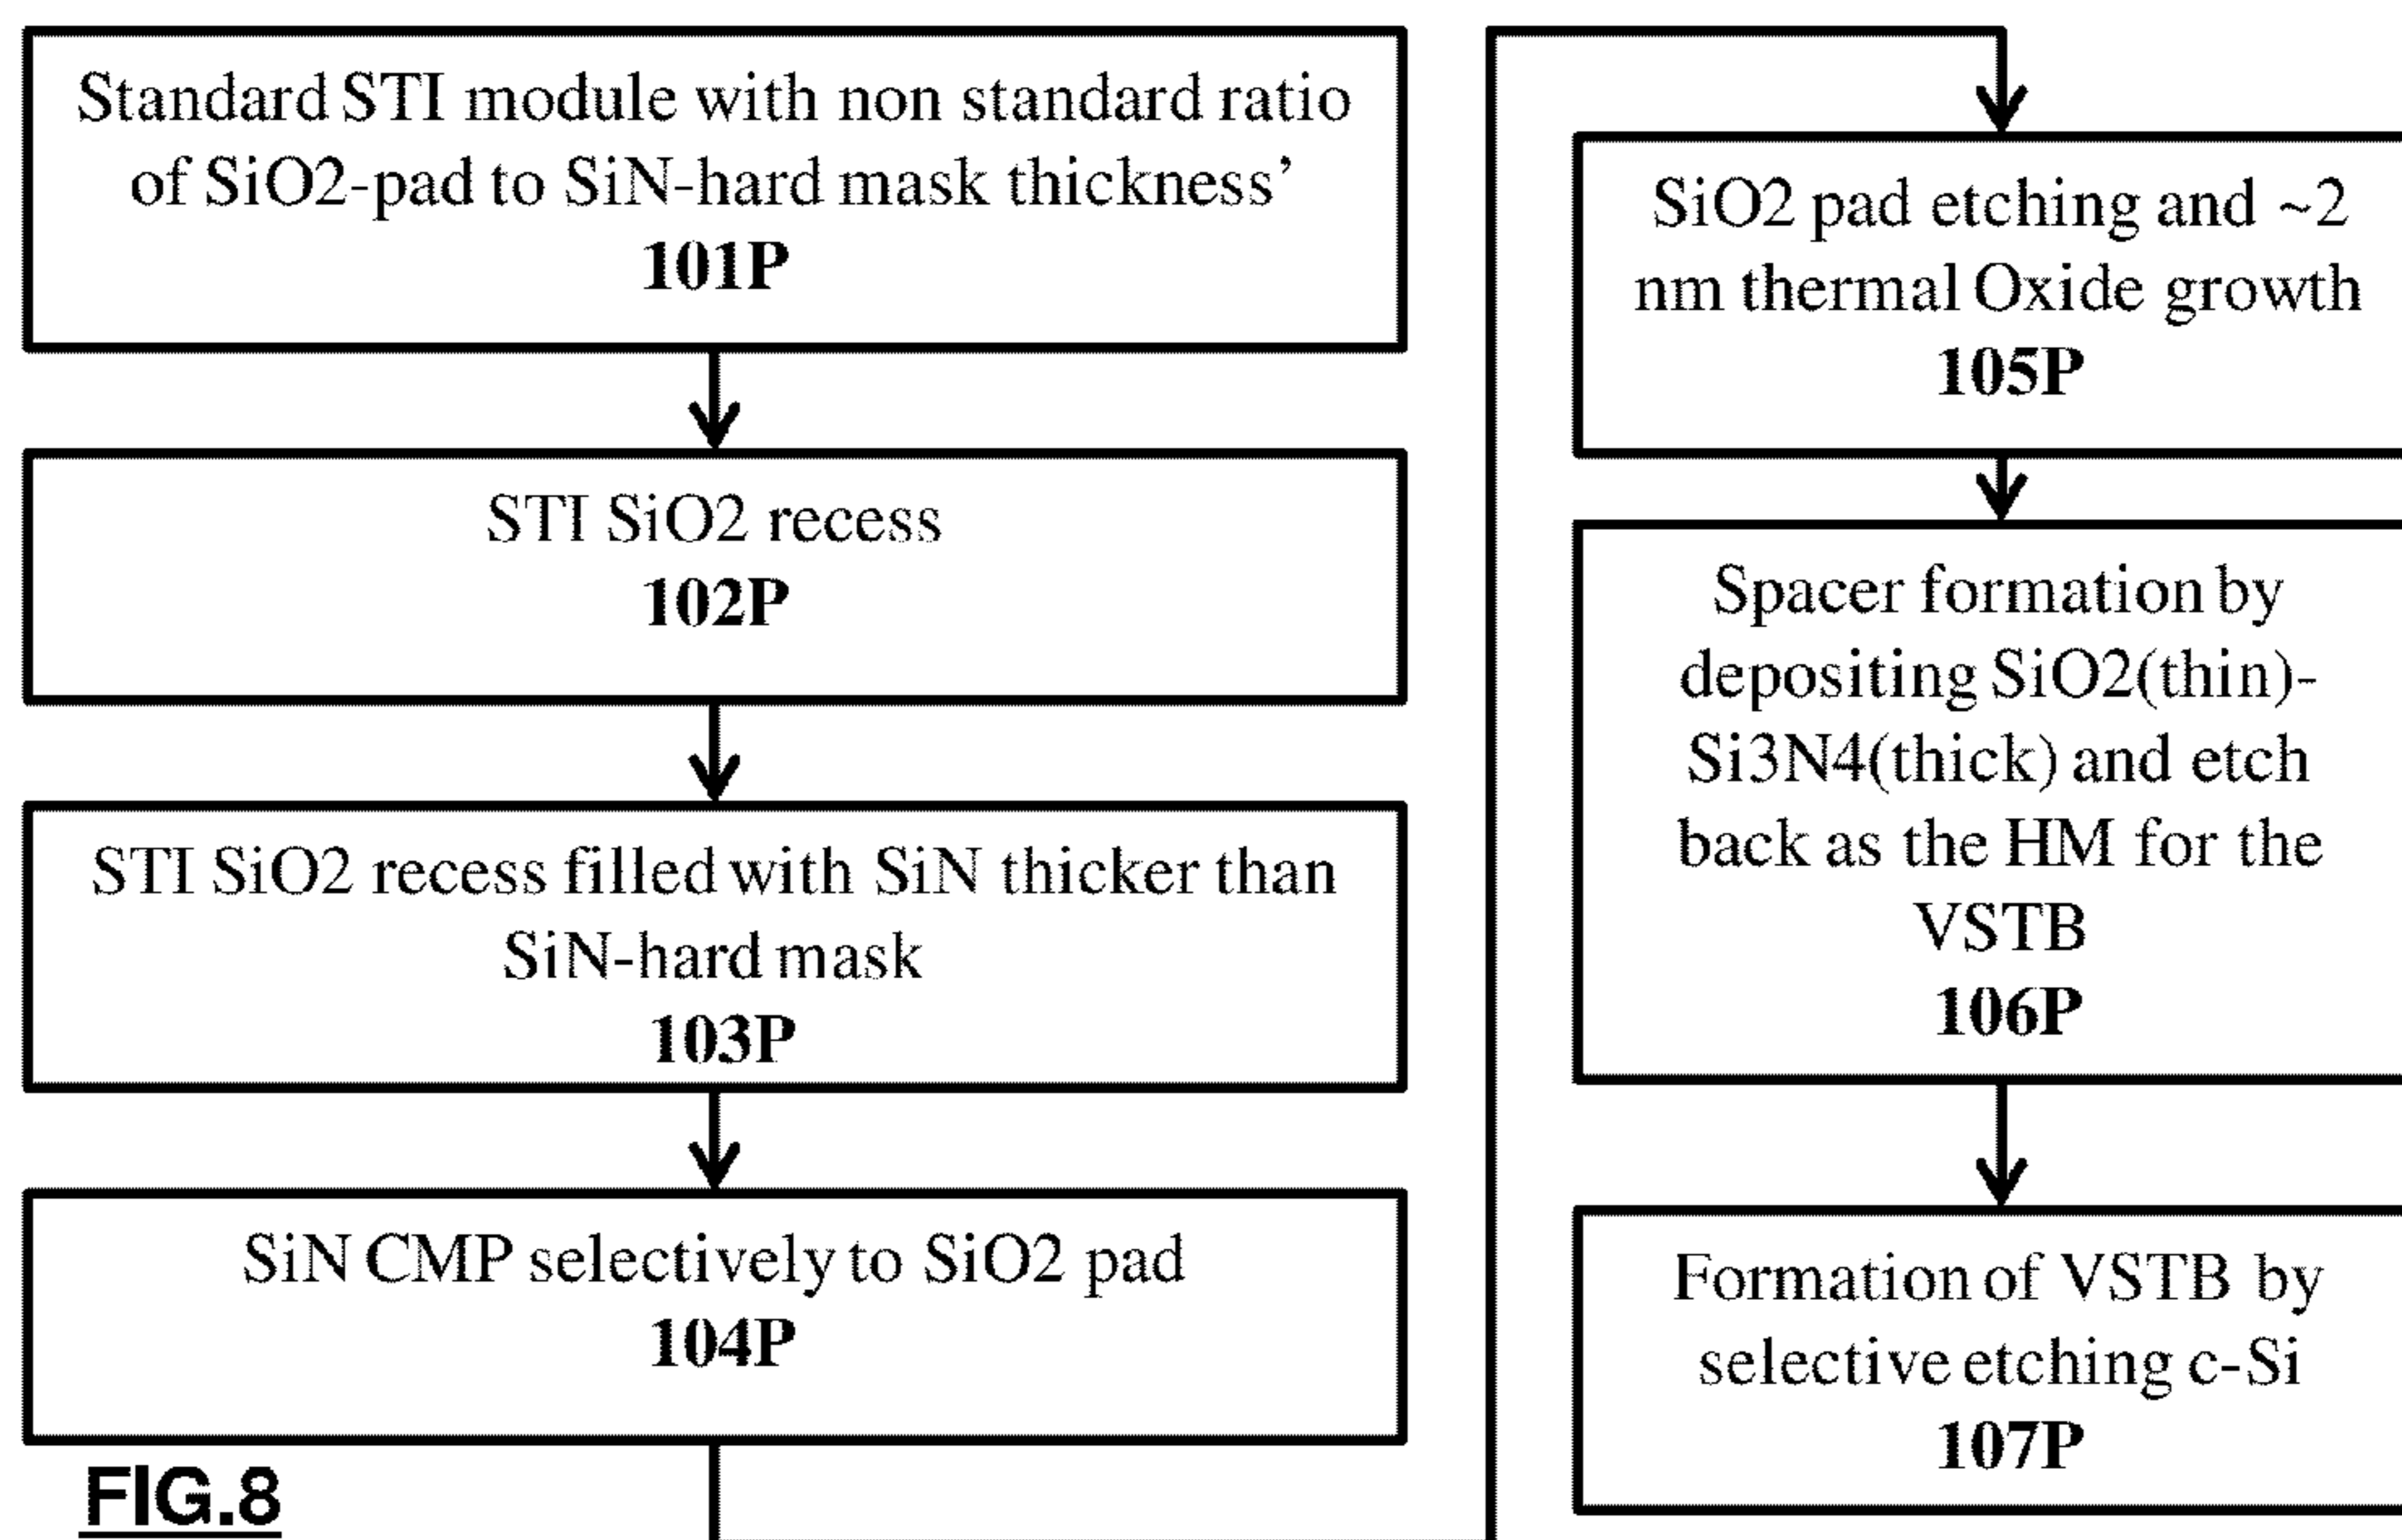 Standard STI module with non standard ratio
of SiO2-pad to SiN-hard mask thickness’
101P
STI SiO2 recess
102P
STI SiO2 recess filled with SiN thicker than
SiN-hard mask
103P
SiN CMP selectively to SiO2 pad
104P
SiO2 pad etching and ~2
nm thermal Oxide growth
105P
Spacer formation by
depositing SiO2(thin)-
Si3N4(thick) and etch
back as the HM for the
VSTB
106P
Formation of VSTB by
selective etching c-Si
107P
FIG.8